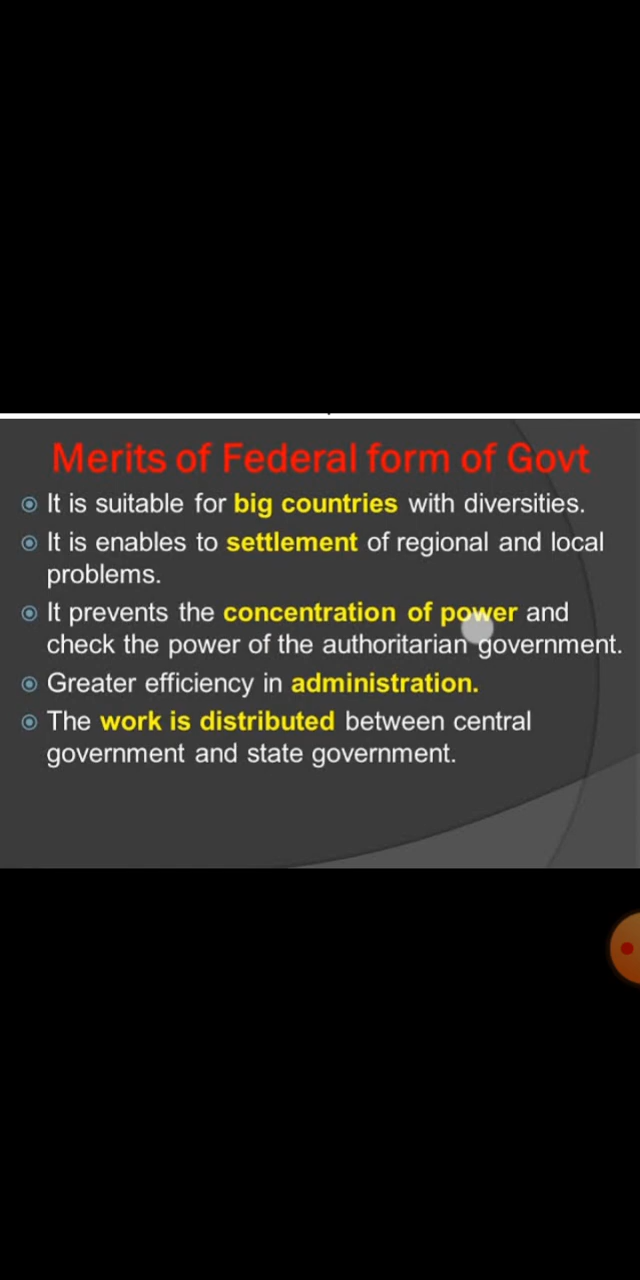 Merits of Federal form of Govt
It is suitable for big countries with diversities.
It is enables to settlement of regional and local
problems.
It prevents the concentration of power and
check the power of the authoritarian government.
Greater efficiency in administration.
The work is distributed between central
government and state government.